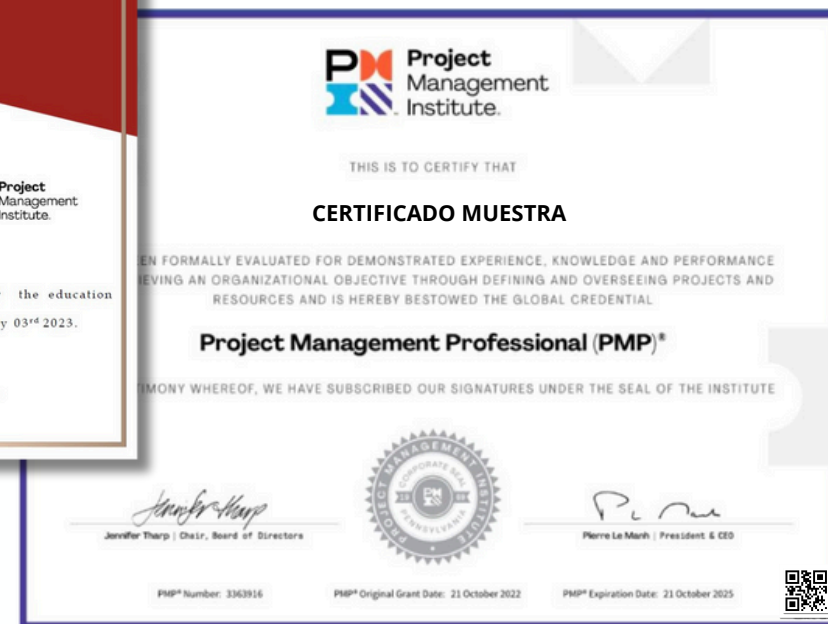 Project
Management
Institute.
the education
y 03rd 2023.
Project
Management
Institute.
THIS IS TO CERTIFY THAT
CERTIFICADO MUESTRA
EN FORMALLY EVALUATED FOR DEMONSTRATED EXPERIENCE, KNOWLEDGE AND PERFORMANCE
IEVING AN ORGANIZATIONAL OBJECTIVE THROUGH DEFINING AND OVERSEEING PROJECTS AND
RESOURCES AND IS HEREBY BESTOWED THE GLOBAL CREDENTIAL
Project Management Professional (PMP)®
TIMONY WHEREOF, WE HAVE SUBSCRIBED OUR SIGNATURES UNDER THE SEAL OF THE INSTITUTE
PROJECT MANAGEMENT INSTITUTE
CORPORATE SEAL
PENNSYLVANIA
Jennifer Tharp
Jennifer Tharp | Chair, Board of Directors
Pierre Le Manh | President & CEO
PMP® Number: 3363916
PMP® Original Grant Date: 21 October 2022
PMP® Expiration Date: 21 October 2025